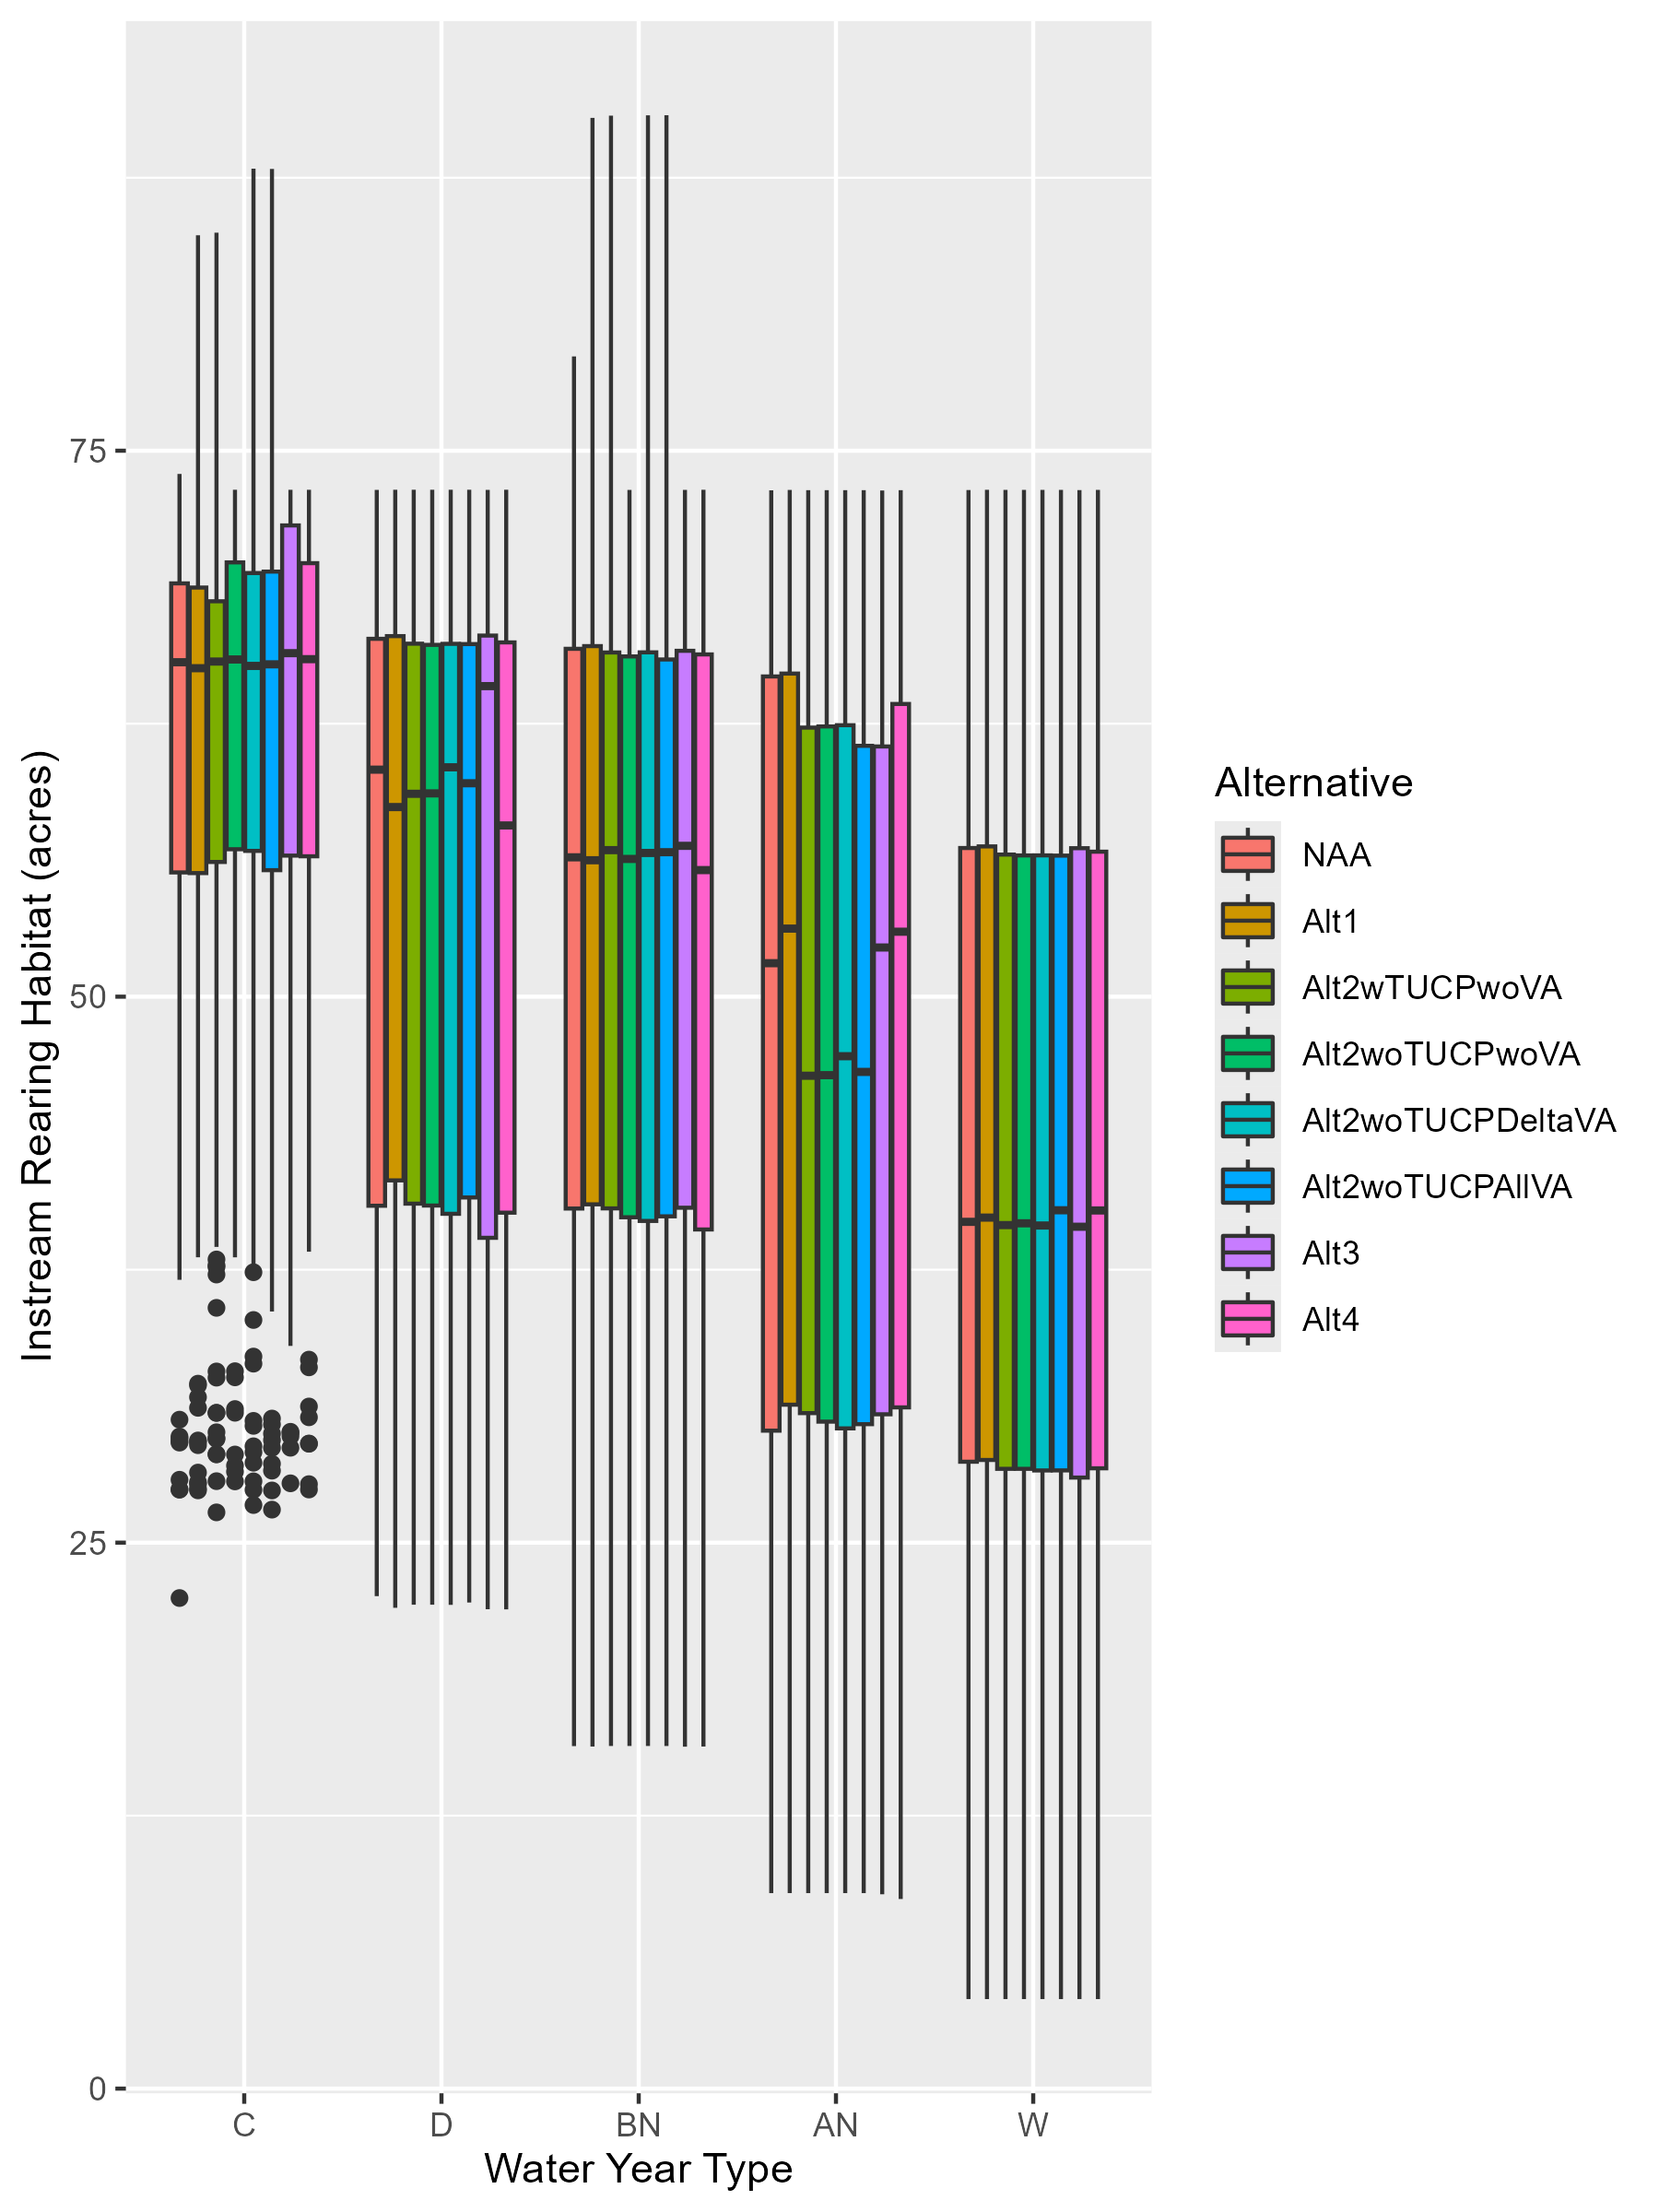 Instream Rearing Habitat (acres)
75
50
25
0
C D BN AN W
Water Year Type
Alternative
NAA
Alt1
Alt2wTUCPwoVA
Alt2woTUCPwoVA
Alt2woTUCPDeltaVA
Alt2woTUCPAllVA
Alt3
Alt4